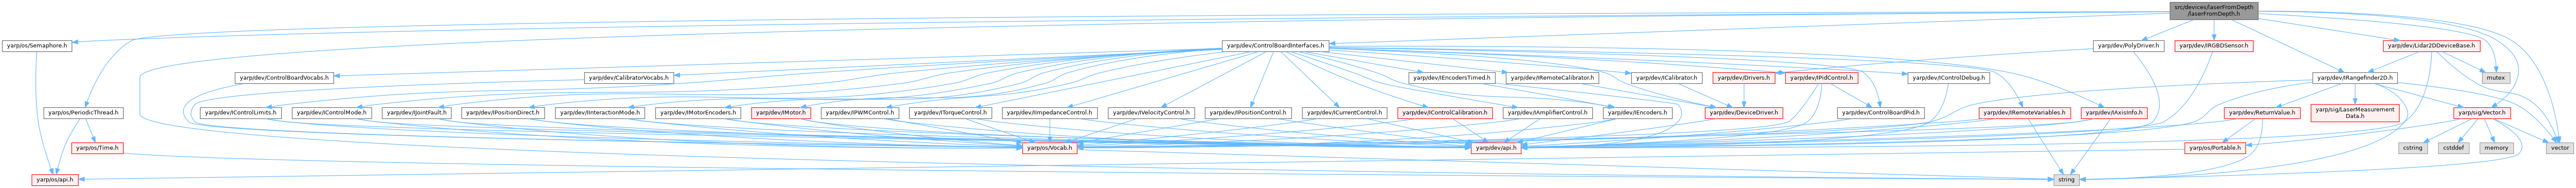 src/devices/laserFromDepth
/laserFromDepth.h
yarp/os/Semaphore.h
yarp/dev/ControlBoardInterfaces.h
yarp/dev/PolyDriver.h
yarp/dev/IRGBDSensor.h
yarp/dev/Lidar2DDeviceBase.h
yarp/dev/ControlBoardVocabs.h
yarp/dev/CalibratorVocabs.h
yarp/dev/IEncodersTimed.h
yarp/dev/IRemoteCalibrator.h
yarp/dev/ICalibrator.h
yarp/dev/Drivers.h
yarp/dev/IPidControl.h
yarp/dev/IControlDebug.h
yarp/dev/IRangefinder2D.h
mutex
yarp/os/PeriodicThread.h
yarp/dev/IControlLimits.h
yarp/dev/IControlMode.h
yarp/dev/IJointFault.h
yarp/dev/IPositionDirect.h
yarp/dev/IInteractionMode.h
yarp/dev/IMotorEncoders.h
yarp/dev/IMotor.h
yarp/dev/IPWMControl.h
yarp/dev/ITorqueControl.h
yarp/dev/IImpedanceControl.h
yarp/dev/IVelocityControl.h
yarp/dev/IPositionControl.h
yarp/dev/ICurrentControl.h
yarp/dev/IControlCalibration.h
yarp/dev/IAmplifierControl.h
yarp/dev/IEncoders.h
yarp/dev/DeviceDriver.h
yarp/dev/ControlBoardPid.h
yarp/dev/IRemoteVariables.h
yarp/dev/IAxisInfo.h
yarp/dev/ReturnValue.h
yarp/sig/LaserMeasurement
Data.h
yarp/sig/Vector.h
yarp/os/Time.h
yarp/os/Vocab.h
yarp/dev/api.h
yarp/os/Portable.h
cstring
cstddef
memory
vector
yarp/os/api.h
string